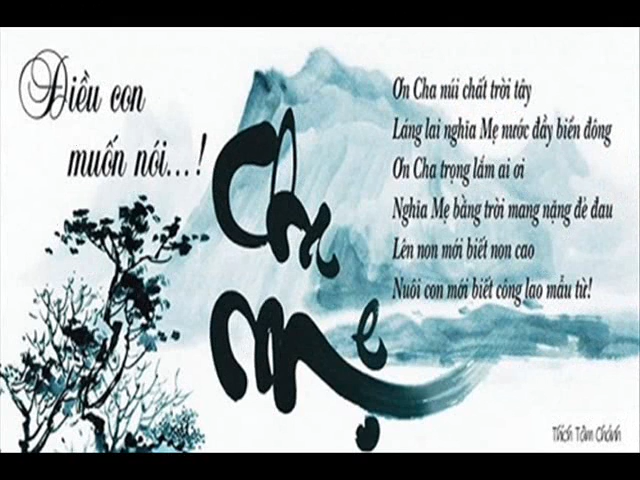 Điều con
muốn nói...!
Cha
Mẹ
Ơn Cha núi chất trời tây
Láng lai nghĩa Mẹ nước đầy biển đông
Ơn Cha trọng lắm ai ơi
Nghĩa Mẹ bằng trời mang nặng đẻ đau
Lên non mới biết non cao
Nuôi con mới biết công lao mẫu từ!
Thích Tâm Chánh